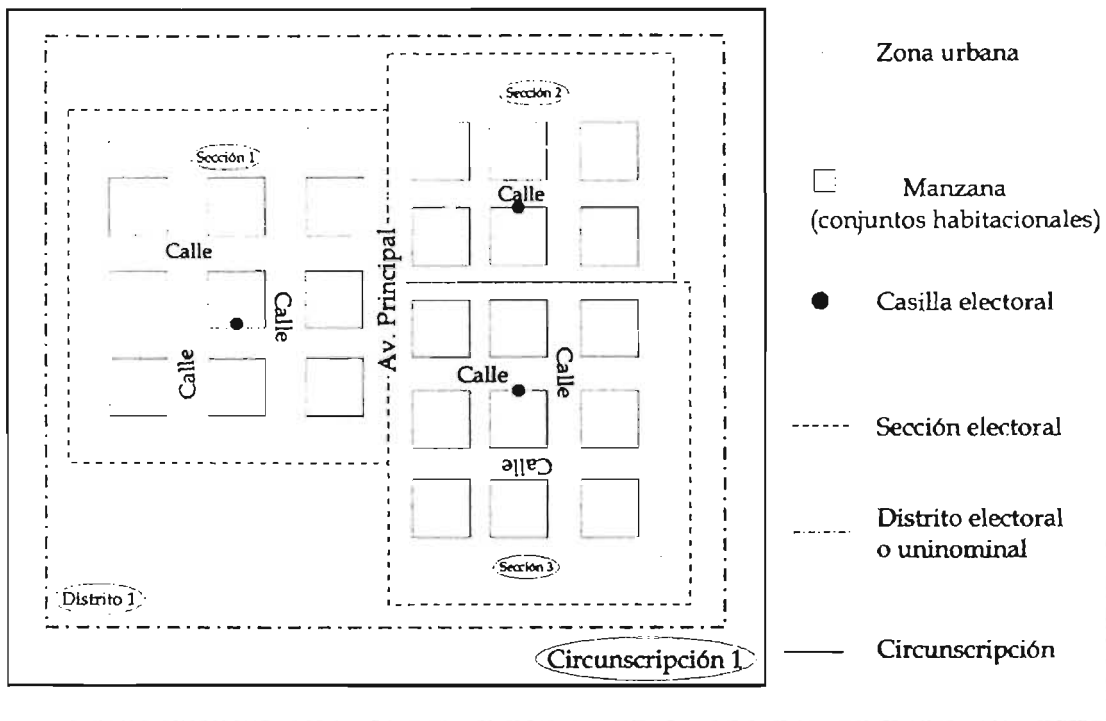 Sección 1
Calle
Calle
Calle
Av. Principal
Sección 2
Calle
Calle
Calle
Calle
Sección 3
Distrito 1
Circunscripción 1
Zona urbana
Manzana
(conjuntos habitacionales)
Casilla electoral
Sección electoral
Distrito electoral
o uninominal
Circunscripción